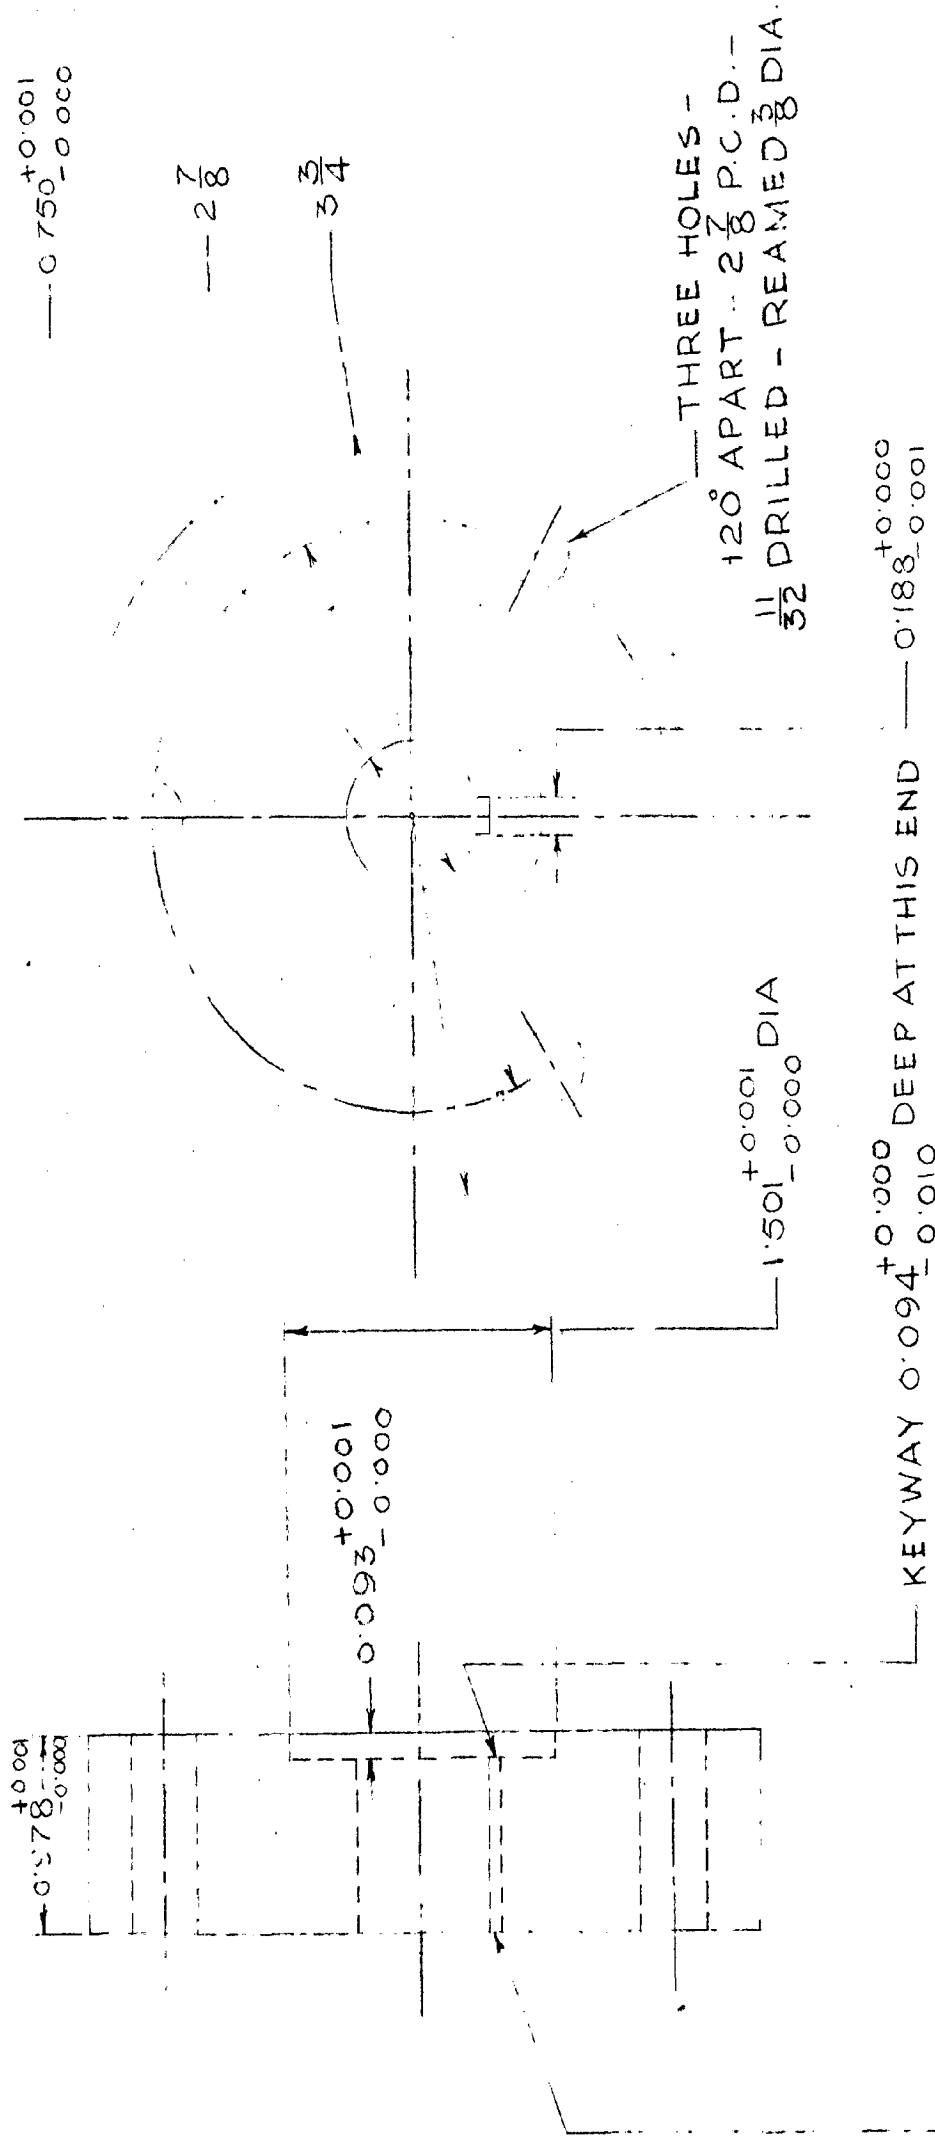 0.750 +0.001 -0.000
2 7/8
3 3/4
THREE HOLES -
120° APART - 2 7/8 P.C.D. -
11/32 DRILLED - REAMED 3/8 DIA.
+0.001
-0.000
0.093 +0.001 -0.000
1.501 +0.001 -0.000 DIA
KEYWAY 0.094 +0.000 -0.010 DEEP AT THIS END
0.188 +0.000 -0.001